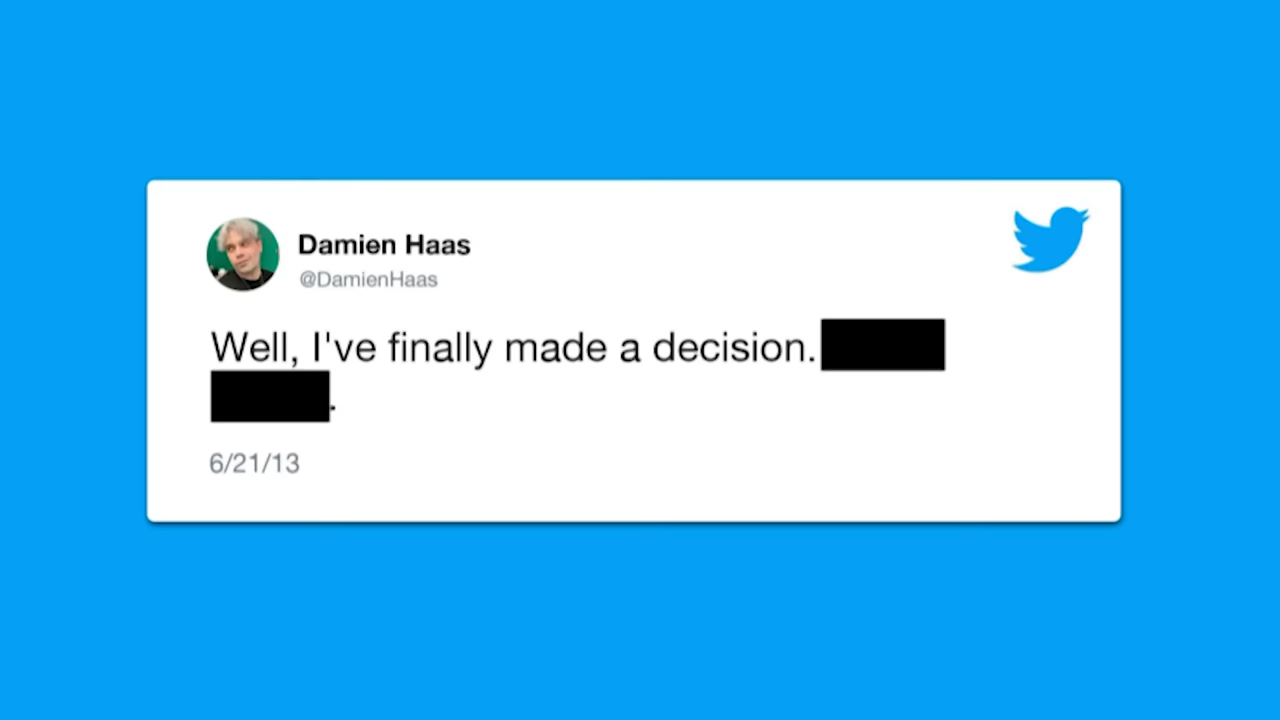 Damien Haas
@DamienHaas
Well, I've finally made a decision.
.
6/21/13